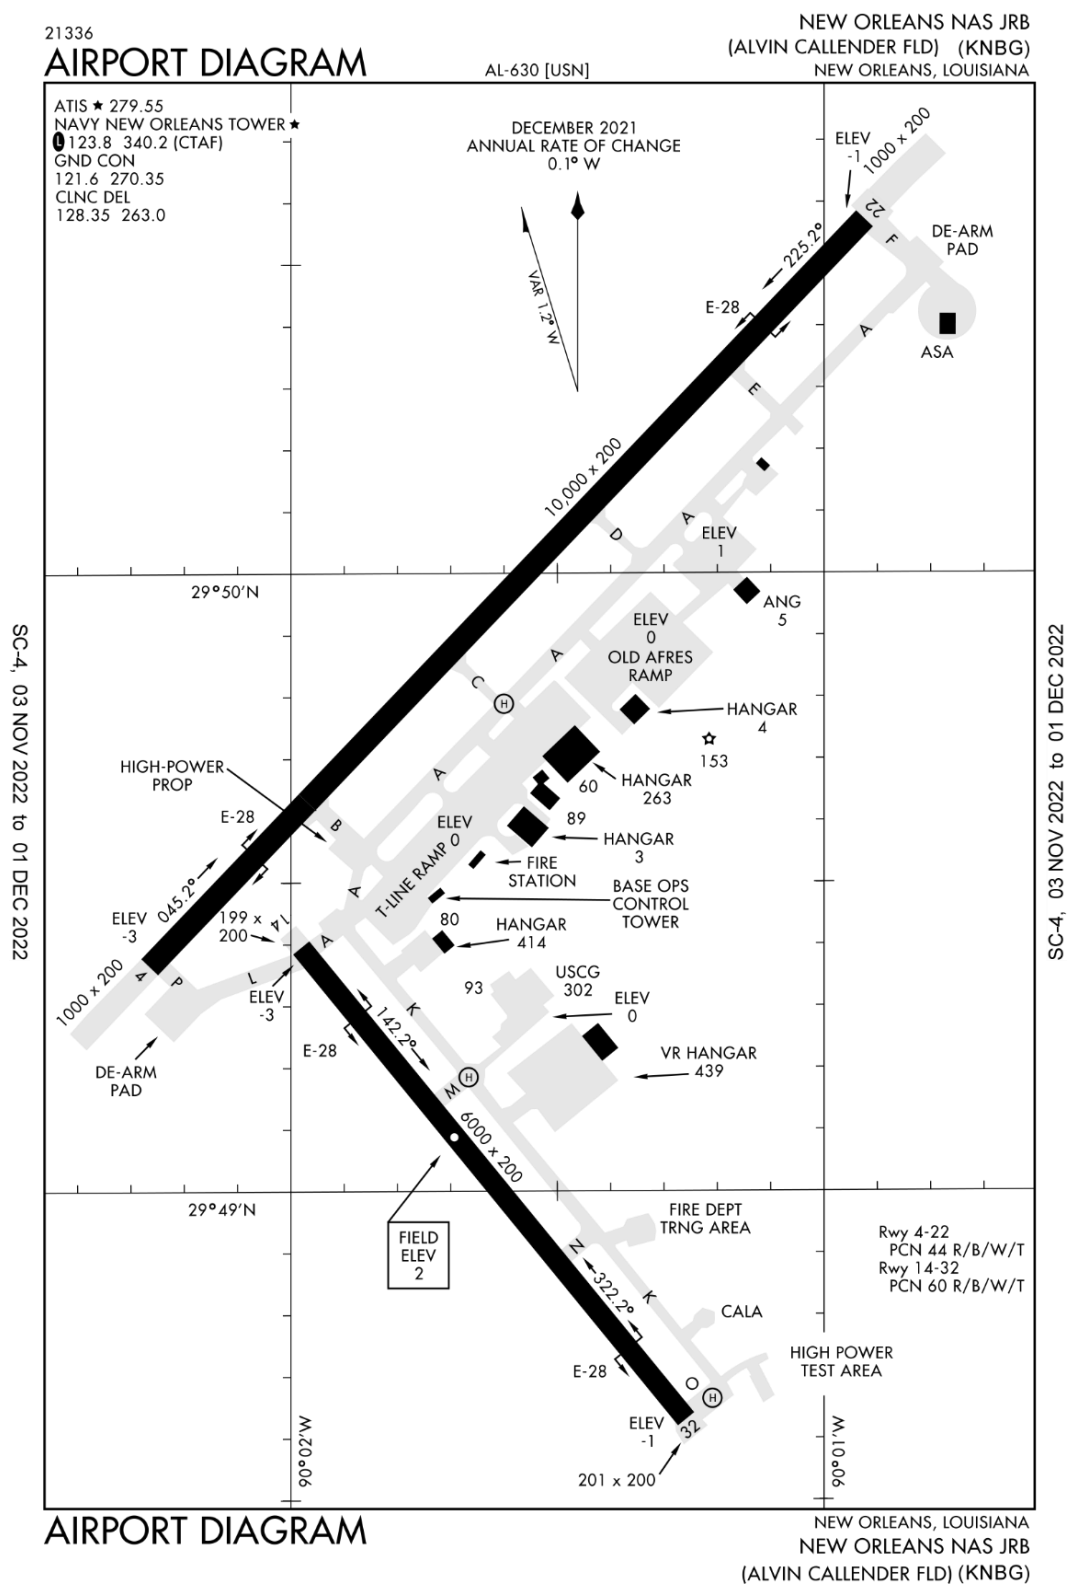 21336
AIRPORT DIAGRAM
AL-630 [USN]
NEW ORLEANS NAS JRB
(ALVIN CALLENDER FLD) (KNBG)
NEW ORLEANS, LOUISIANA
ATIS ★ 279.55
NAVY NEW ORLEANS TOWER ★
L 123.8 340.2 (CTAF)
GND CON
121.6 270.35
CLNC DEL
128.35 263.0
DECEMBER 2021
ANNUAL RATE OF CHANGE
0.1° W
VAR 1.2° W
ELEV
-1
1000 x 200
22
F
DE-ARM
PAD
225.2°
E-28
A
ASA
E
10,000 x 200
D
A
ELEV
1
29°50'N
ANG
5
ELEV
0
OLD AFRES
RAMP
A
C
H
HANGAR
4
153
HIGH-POWER
PROP
A
60
HANGAR
263
E-28
B
ELEV
0
89
HANGAR
3
T-LINE RAMP
FIRE
STATION
A
045.2°
BASE OPS
CONTROL
TOWER
ELEV
-3
199 x
200
14
A
80
HANGAR
414
4
P
L
1000 x 200
ELEV
-3
93
USCG
302
ELEV
0
K
142.2°
E-28
VR HANGAR
439
DE-ARM
PAD
M
H
6000 x 200
29°49'N
FIELD
ELEV
2
FIRE DEPT
TRNG AREA
Rwy 4-22
PCN 44 R/B/W/T
Rwy 14-32
PCN 60 R/B/W/T
N
322.2°
K
CALA
HIGH POWER
TEST AREA
E-28
O
H
ELEV
-1
32
201 x 200
90°02'W
90°01'W
SC-4, 03 NOV 2022 to 01 DEC 2022
SC-4, 03 NOV 2022 to 01 DEC 2022
AIRPORT DIAGRAM
NEW ORLEANS, LOUISIANA
NEW ORLEANS NAS JRB
(ALVIN CALLENDER FLD) (KNBG)